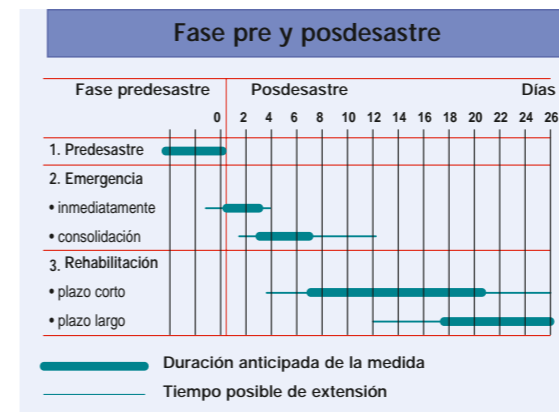 Fase pre y posdesastre
Fase predesastre Posdesastre Días
0 2 4 6 8 10 12 14 16 18 20 22 24 26
1. Predesastre
2. Emergencia
• inmediatamente
• consolidación
3. Rehabilitación
• plazo corto
• plazo largo
Duración anticipada de la medida
Tiempo posible de extensión